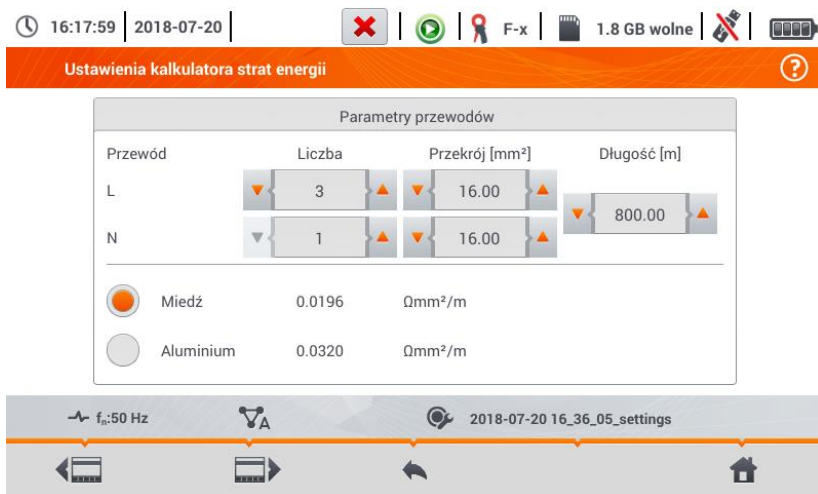 16:17:59 2018-07-20 F-x 1.8 GB wolne
Ustawienia kalkulatora strat energii ?
Parametry przewodów
Przewód Liczba Przekrój [mm²] Długość [m]
L 3 16.00
800.00
N 1 16.00
Miedź 0.0196 Ωmm²/m
Aluminium 0.0320 Ωmm²/m
fₙ:50 Hz A 2018-07-20 16_36_05_settings